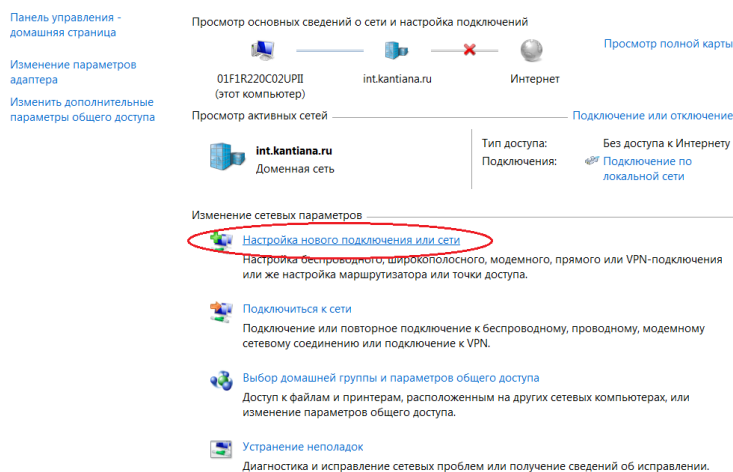 Панель управления -
домашняя страница
Изменение параметров
адаптера
Изменить дополнительные
параметры общего доступа
Просмотр основных сведений о сети и настройка подключений
Просмотр полной карты
01F1R220C02UPII
(этот компьютер)
int.kantiana.ru
Интернет
Просмотр активных сетей
Подключение или отключение
int.kantiana.ru
Доменная сеть
Тип доступа: Без доступа к Интернету
Подключения: Подключение по
локальной сети
Изменение сетевых параметров
Настройка нового подключения или сети
Настройка беспроводного, широкополосного, модемного, прямого или VPN-подключения
или же настройка маршрутизатора или точки доступа.
Подключиться к сети
Подключение или повторное подключение к беспроводному, проводному, модемному
сетевому соединению или подключение к VPN.
Выбор домашней группы и параметров общего доступа
Доступ к файлам и принтерам, расположенным на других сетевых компьютерах, или
изменение параметров общего доступа.
Устранение неполадок
Диагностика и исправление сетевых проблем или получение сведений об исправлении.